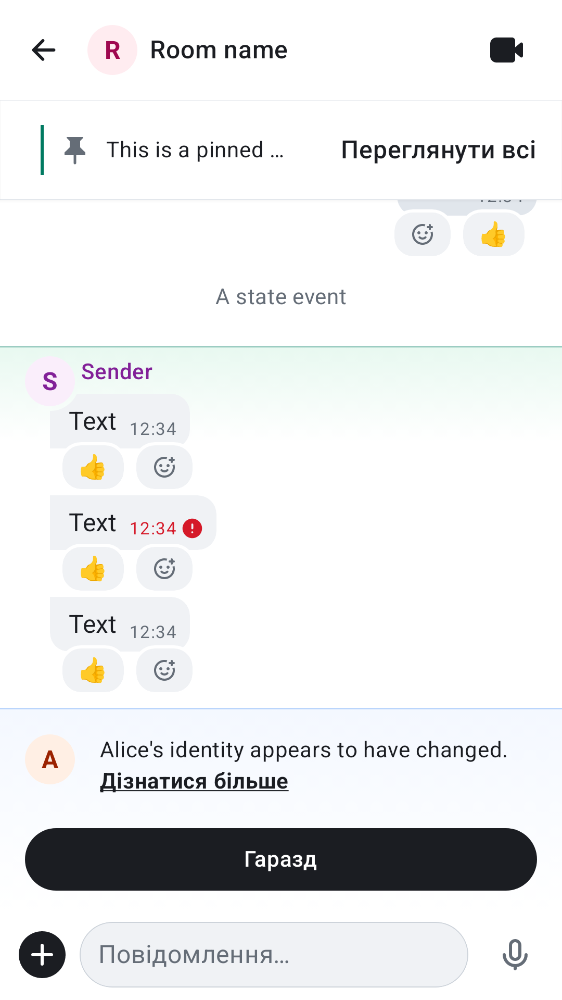 R Room name
This is a pinned … Переглянути всі
A state event
S Sender
Text 12:34
Text 12:34
Text 12:34
A Alice's identity appears to have changed.
Дізнатися більше
Гаразд
Повідомлення…